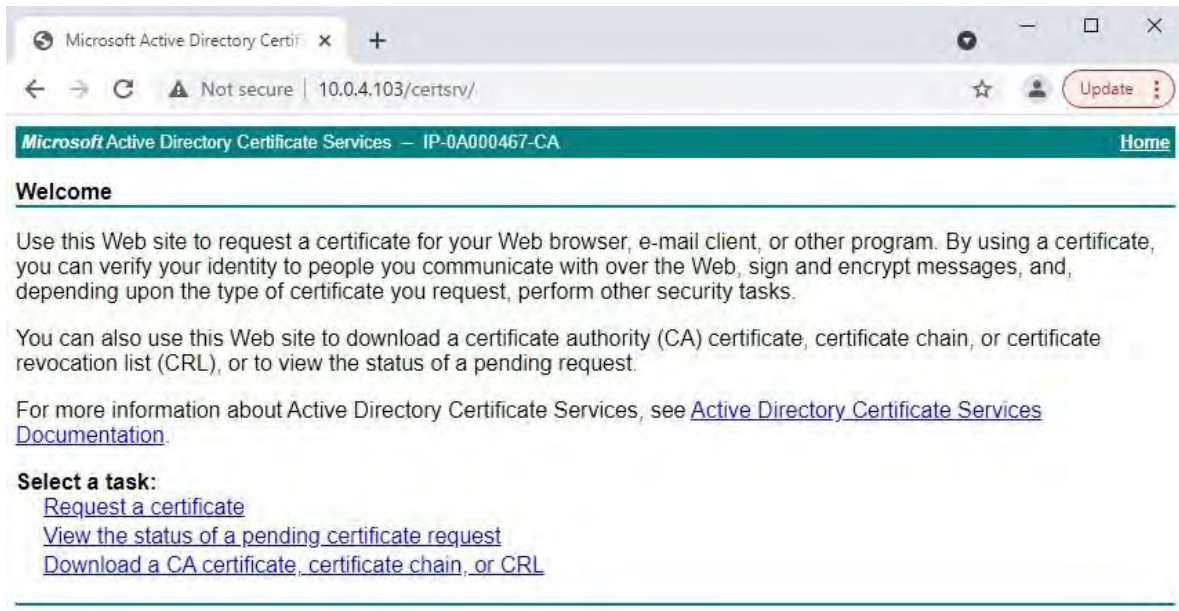 Microsoft Active Directory Certif
Not secure | 10.0.4.103/certsrv/
Update
Microsoft Active Directory Certificate Services – IP-0A000467-CA Home
Welcome
Use this Web site to request a certificate for your Web browser, e-mail client, or other program. By using a certificate,
you can verify your identity to people you communicate with over the Web, sign and encrypt messages, and,
depending upon the type of certificate you request, perform other security tasks.
You can also use this Web site to download a certificate authority (CA) certificate, certificate chain, or certificate
revocation list (CRL), or to view the status of a pending request.
For more information about Active Directory Certificate Services, see Active Directory Certificate Services
Documentation.
Select a task:
Request a certificate
View the status of a pending certificate request
Download a CA certificate, certificate chain, or CRL